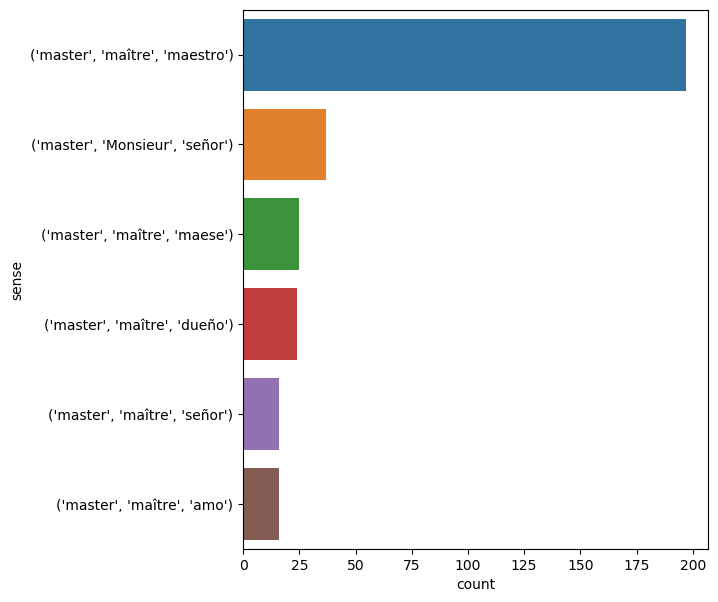 ('master', 'maître', 'maestro')
('master', 'Monsieur', 'señor')
('master', 'maître', 'maese')
('master', 'maître', 'dueño')
('master', 'maître', 'señor')
('master', 'maître', 'amo')
sense
0 25 50 75 100 125 150 175 200
count